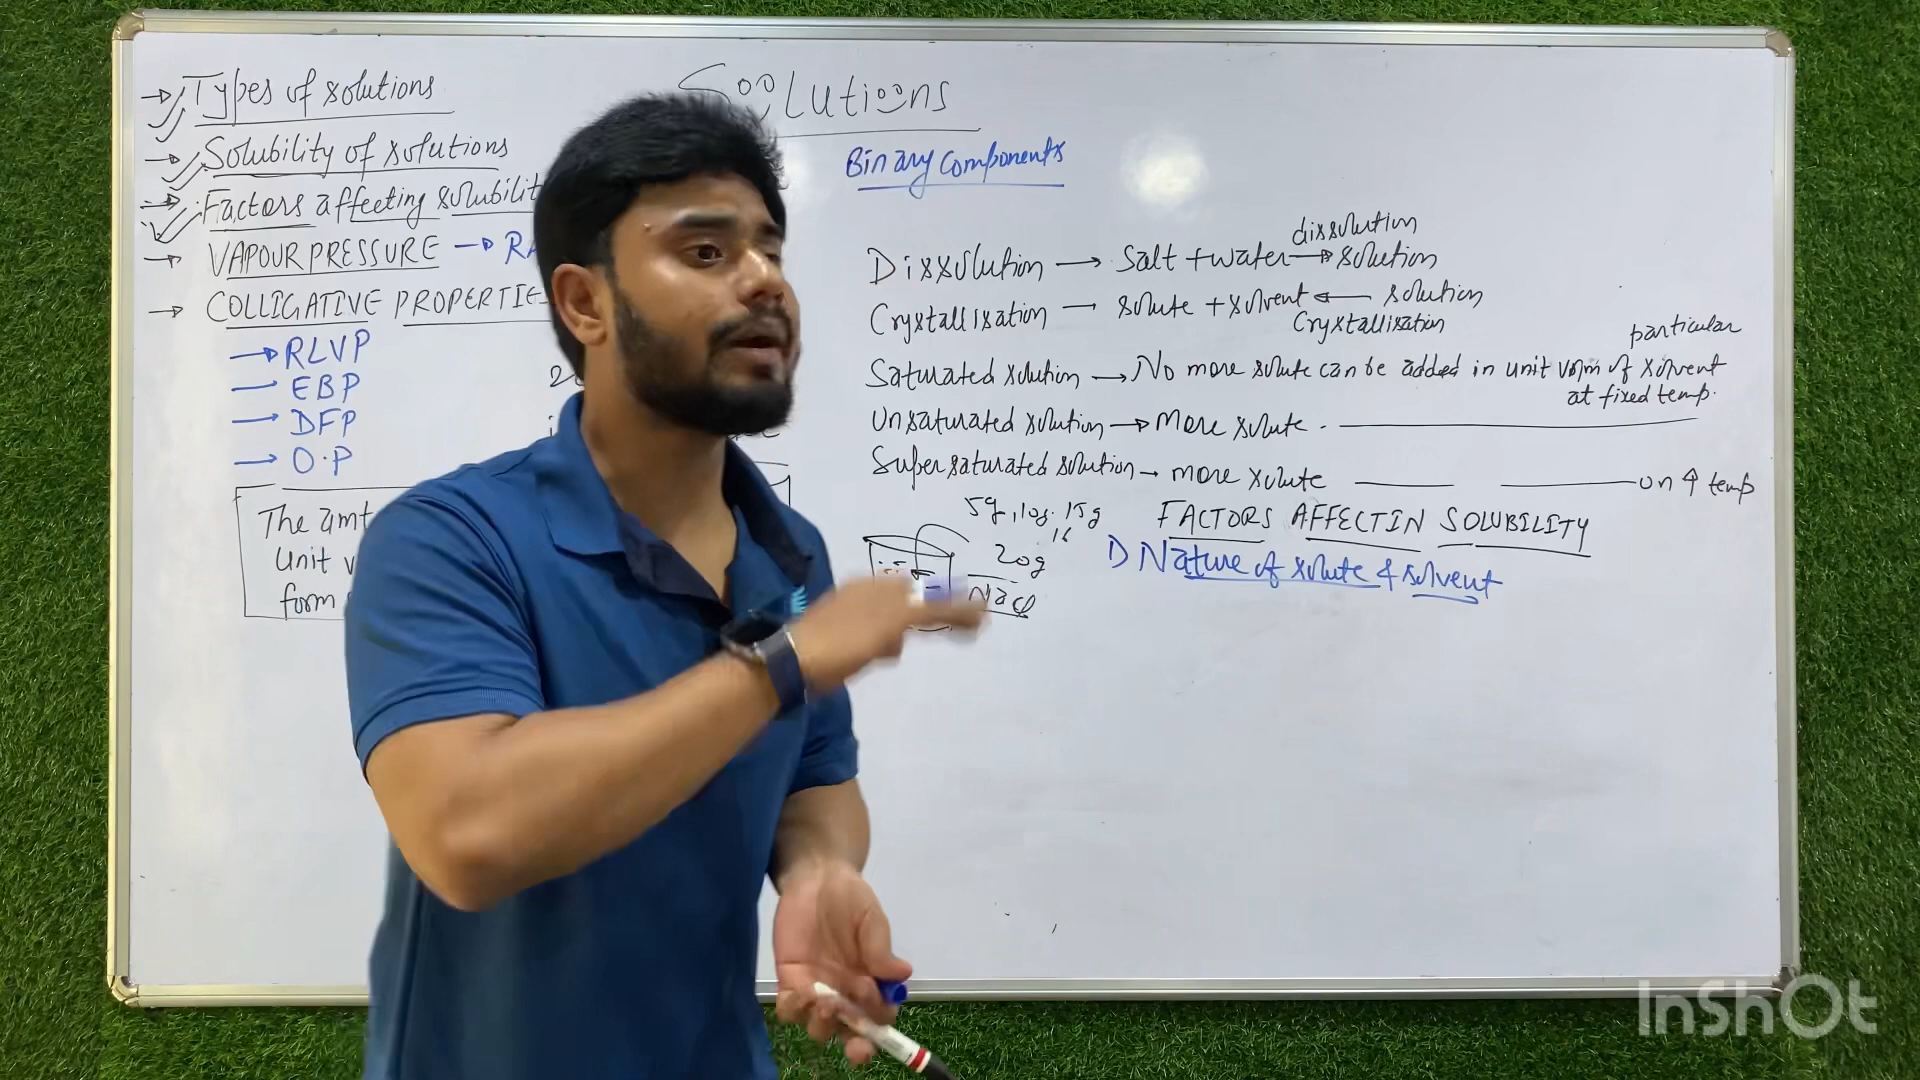 Solutions
→ Types of solutions
→ Solubility of solutions
→ Factors affecting solubilit
→ VAPOUR PRESSURE → RA
→ COLLIGATIVE PROPERTIE
→ RLVP
→ EBP
→ DFP
→ O.P
The amt
Unit v
form
Binary components
dissolution
Dissolution → Salt + water → solution
Crystallisation → solute + solvent ← solution
Crystallisation
particular
Saturated solution → No more solute can be added in unit volm of solvent
at fixed temp.
Unsaturated solution → More solute.
Super saturated solution → more solute on ↑ temp
5g, 10g. 15g
16
20g
NaCl
FACTORS AFFECTIN SOLUBILITY
1) Nature of solute & solvent
InShOt